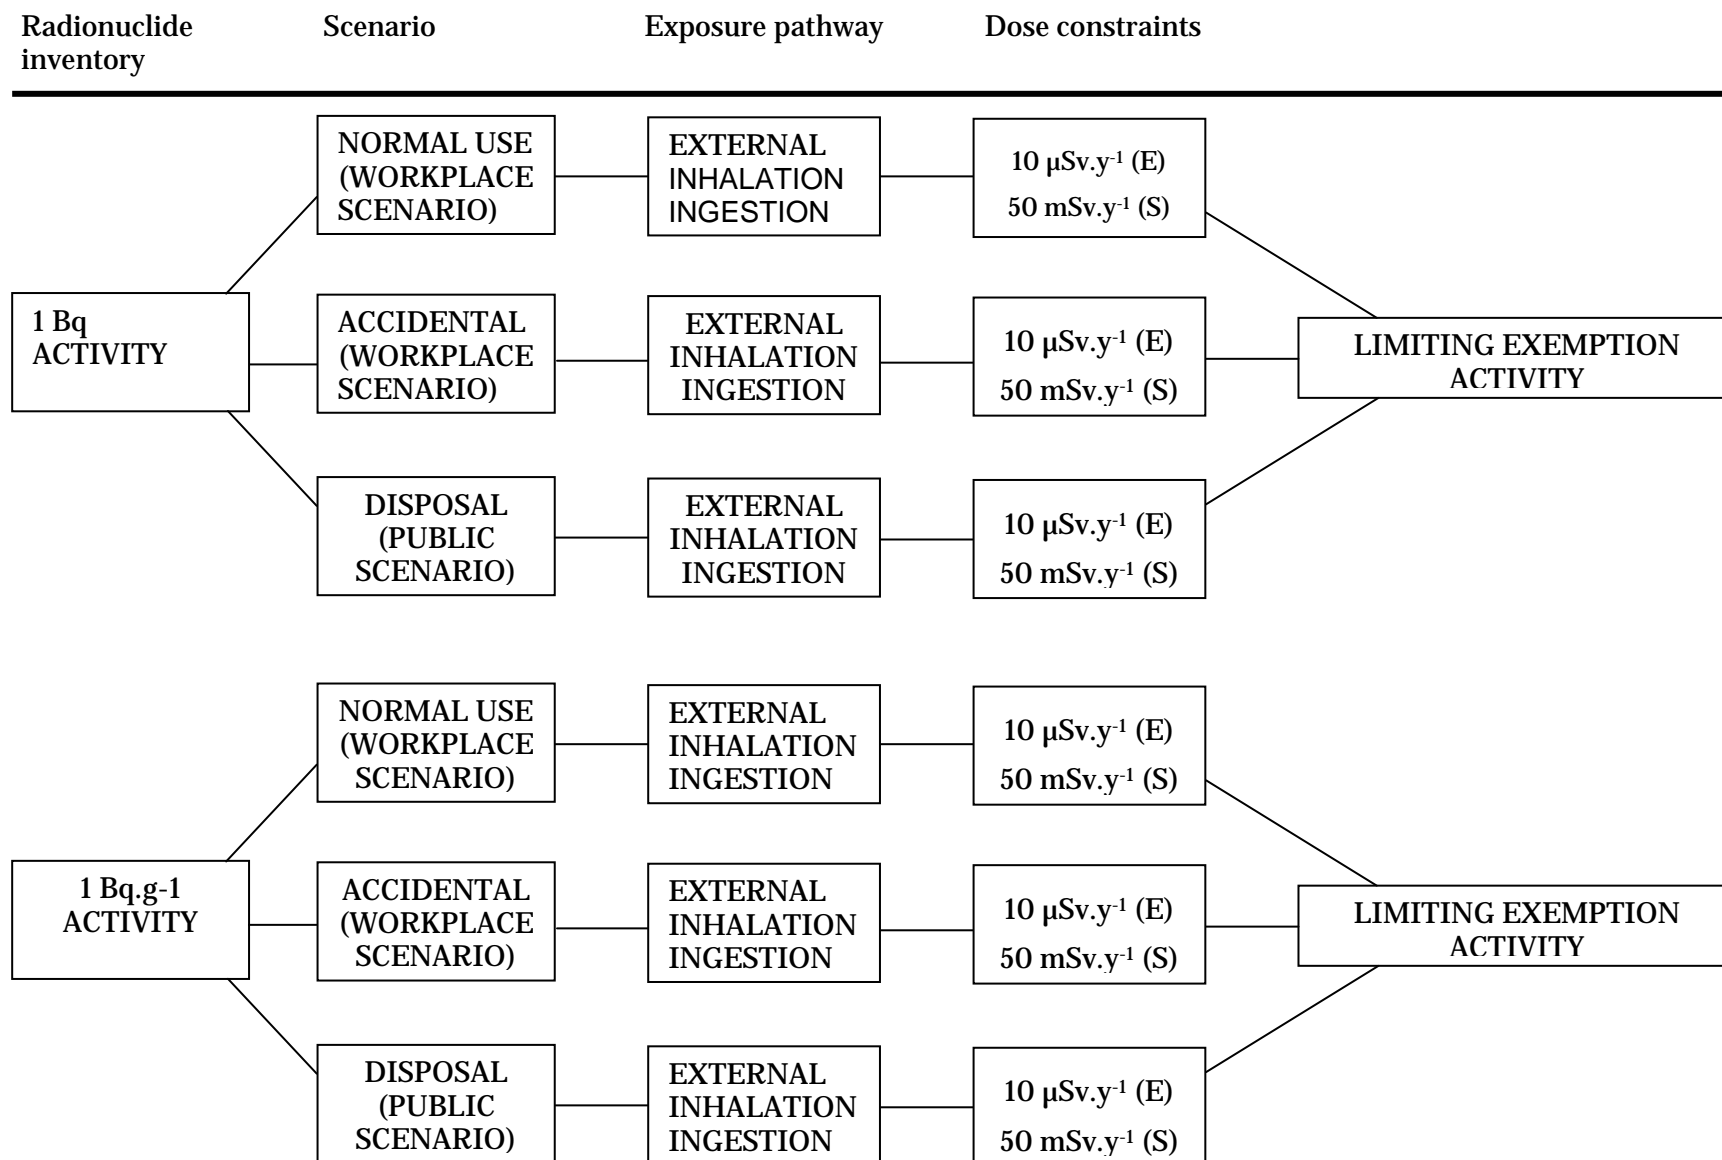 Radionuclide
inventory
Scenario
Exposure pathway
Dose constraints
NORMAL USE
(WORKPLACE
SCENARIO)
EXTERNAL
INHALATION
INGESTION
10 µSv.y-1 (E)
50 mSv.y-1 (S)
1 Bq
ACTIVITY
ACCIDENTAL
(WORKPLACE
SCENARIO)
EXTERNAL
INHALATION
INGESTION
10 µSv.y-1 (E)
50 mSv.y-1 (S)
LIMITING EXEMPTION
ACTIVITY
DISPOSAL
(PUBLIC
SCENARIO)
EXTERNAL
INHALATION
INGESTION
10 µSv.y-1 (E)
50 mSv.y-1 (S)
NORMAL USE
(WORKPLACE
SCENARIO)
EXTERNAL
INHALATION
INGESTION
10 µSv.y-1 (E)
50 mSv.y-1 (S)
1 Bq.g-1
ACTIVITY
ACCIDENTAL
(WORKPLACE
SCENARIO)
EXTERNAL
INHALATION
INGESTION
10 µSv.y-1 (E)
50 mSv.y-1 (S)
LIMITING EXEMPTION
ACTIVITY
DISPOSAL
(PUBLIC
SCENARIO)
EXTERNAL
INHALATION
INGESTION
10 µSv.y-1 (E)
50 mSv.y-1 (S)